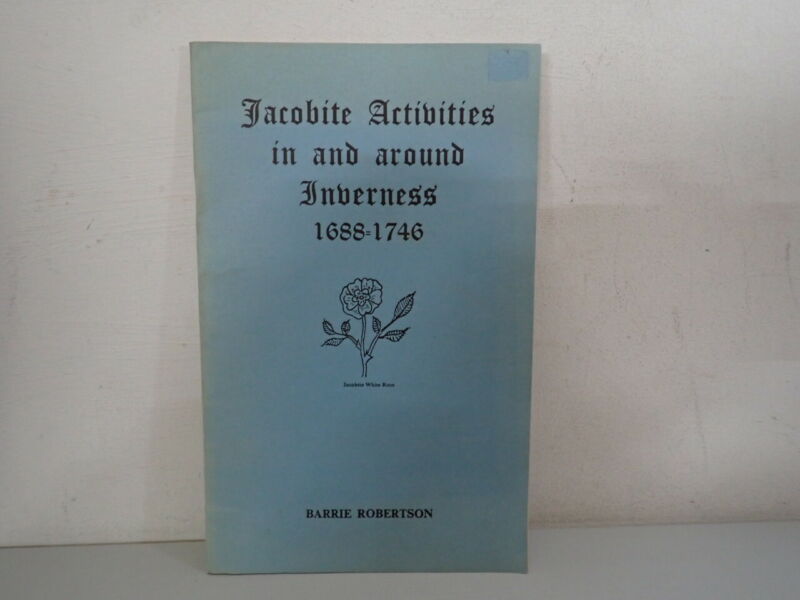 Jacobite Activities
in and around
Inverness
1688=1746
Jacobite White Rose
BARRIE ROBERTSON